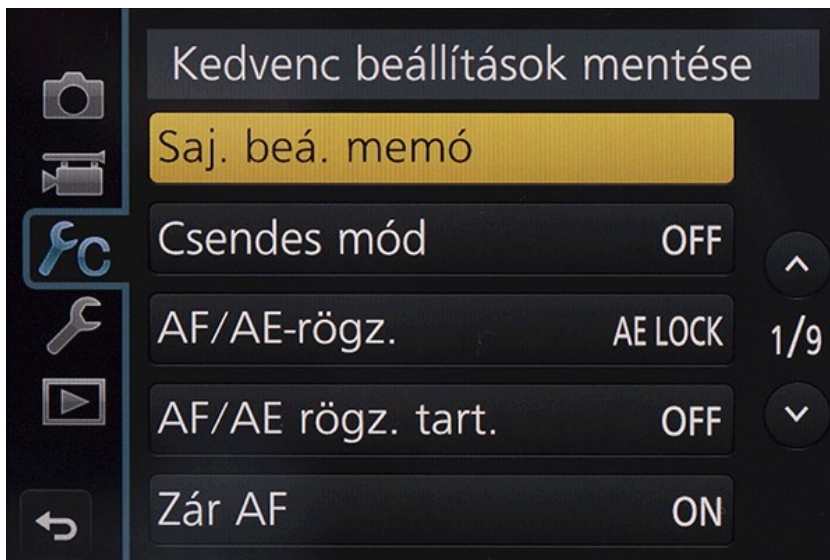 Kedvenc beállítások mentése
Saj. beá. memó
Csendes mód OFF
AF/AE-rögz. AE LOCK
1/9
AF/AE rögz. tart. OFF
Zár AF ON